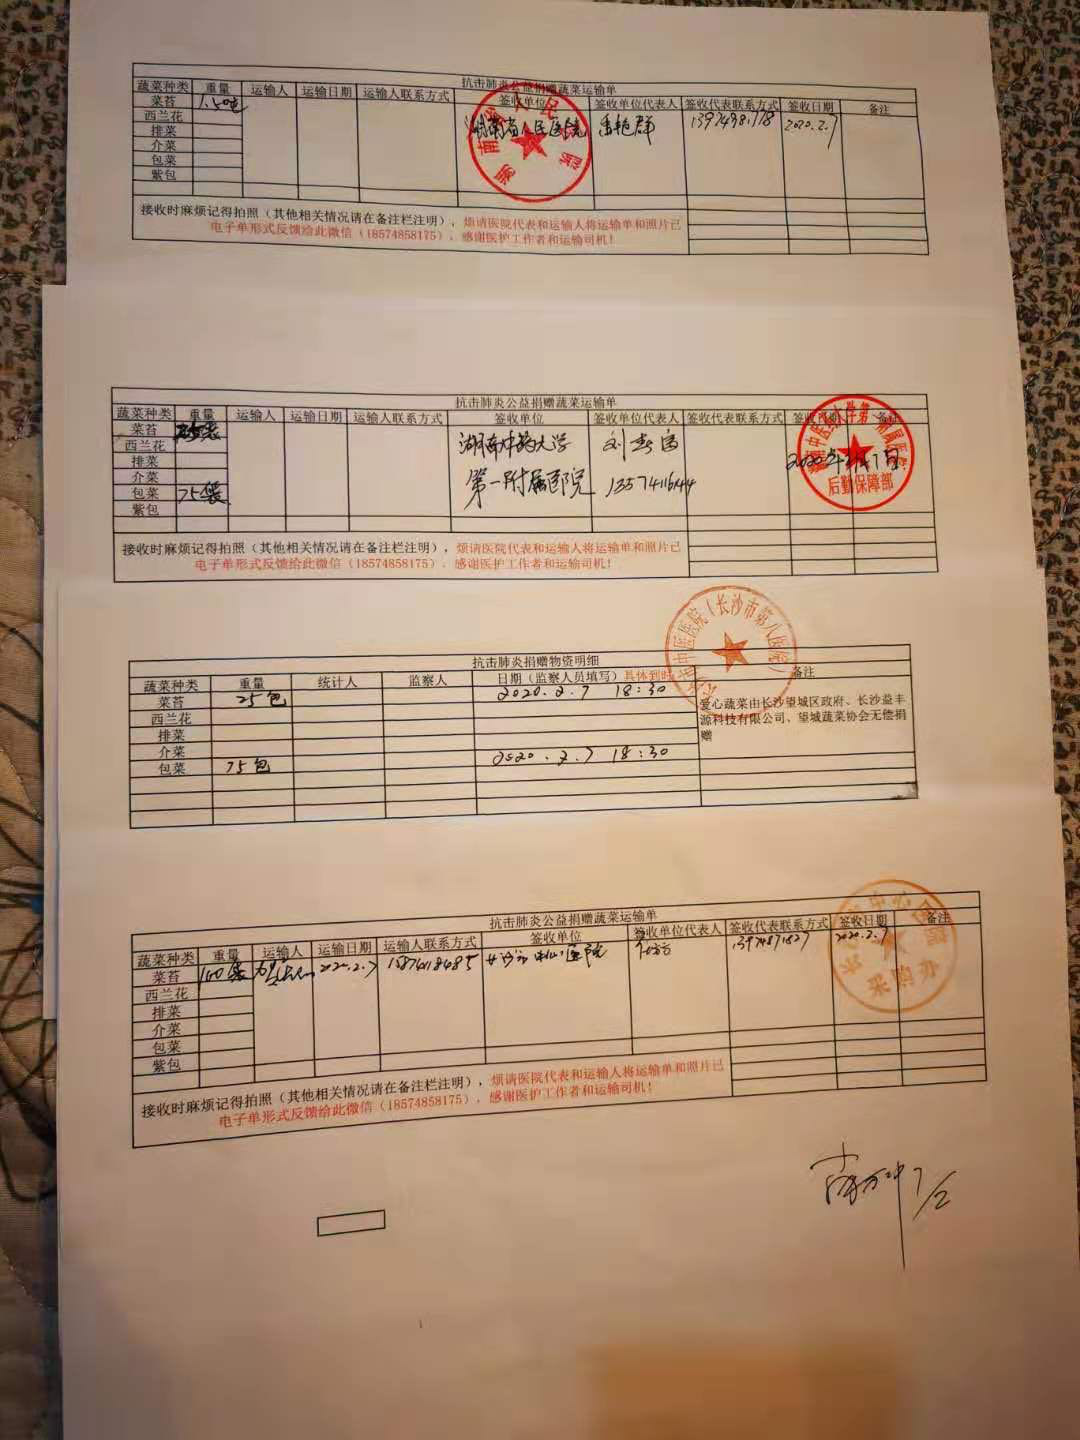 抗击肺炎公益捐赠蔬菜运输单
蔬菜种类 重量 运输人 运输日期 运输人联系方式 签收单位 签收单位代表人 签收代表联系方式 签收日期 备注
菜苔 1.50吨 湖南省人民医院 2020.2.7
西兰花
排菜
介菜
包菜
紫包
接收时麻烦记得拍照（其他相关情况请在备注栏注明），烦请医院代表和运输人将运输单和照片已
电子单形式反馈给此微信（18574858175），感谢医护工作者和运输司机！
抗击肺炎公益捐赠蔬菜运输单
蔬菜种类 重量 运输人 运输日期 运输人联系方式 签收单位 签收单位代表人 签收代表联系方式 签收日期 备注
菜苔 湖南中医药大学
西兰花
排菜
介菜 第一附属医院
包菜 75袋
紫包
后勤保障部
接收时麻烦记得拍照（其他相关情况请在备注栏注明），烦请医院代表和运输人将运输单和照片已
电子单形式反馈给此微信（18574858175），感谢医护工作者和运输司机！
中医医院（长沙市第八医院）
抗击肺炎捐赠物资明细
蔬菜种类 重量 统计人 监察人 日期（监察人员填写）具体到时 备注
菜苔 25包 2020.2.7 18:30
西兰花
排菜
介菜
包菜 75包 2020.2.7 18:30
爱心蔬菜由长沙望城区政府、长沙益丰
源科技有限公司、望城蔬菜协会无偿捐
赠
抗击肺炎公益捐赠蔬菜运输单
蔬菜种类 重量 运输人 运输日期 运输人联系方式 签收单位 签收单位代表人 签收代表联系方式 签收日期 备注
菜苔 100袋 2020.2.7 15874018485 13974871827 2020.2.7
西兰花
排菜
介菜
包菜
紫包
接收时麻烦记得拍照（其他相关情况请在备注栏注明），烦请医院代表和运输人将运输单和照片已
电子单形式反馈给此微信（18574858175），感谢医护工作者和运输司机！
7/2